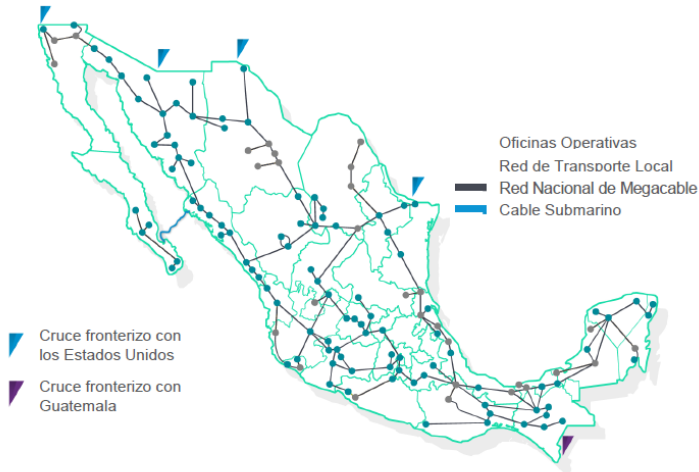 Oficinas Operativas
Red de Transporte Local
Red Nacional de Megacable
Cable Submarino
Cruce fronterizo con
los Estados Unidos
Cruce fronterizo con
Guatemala